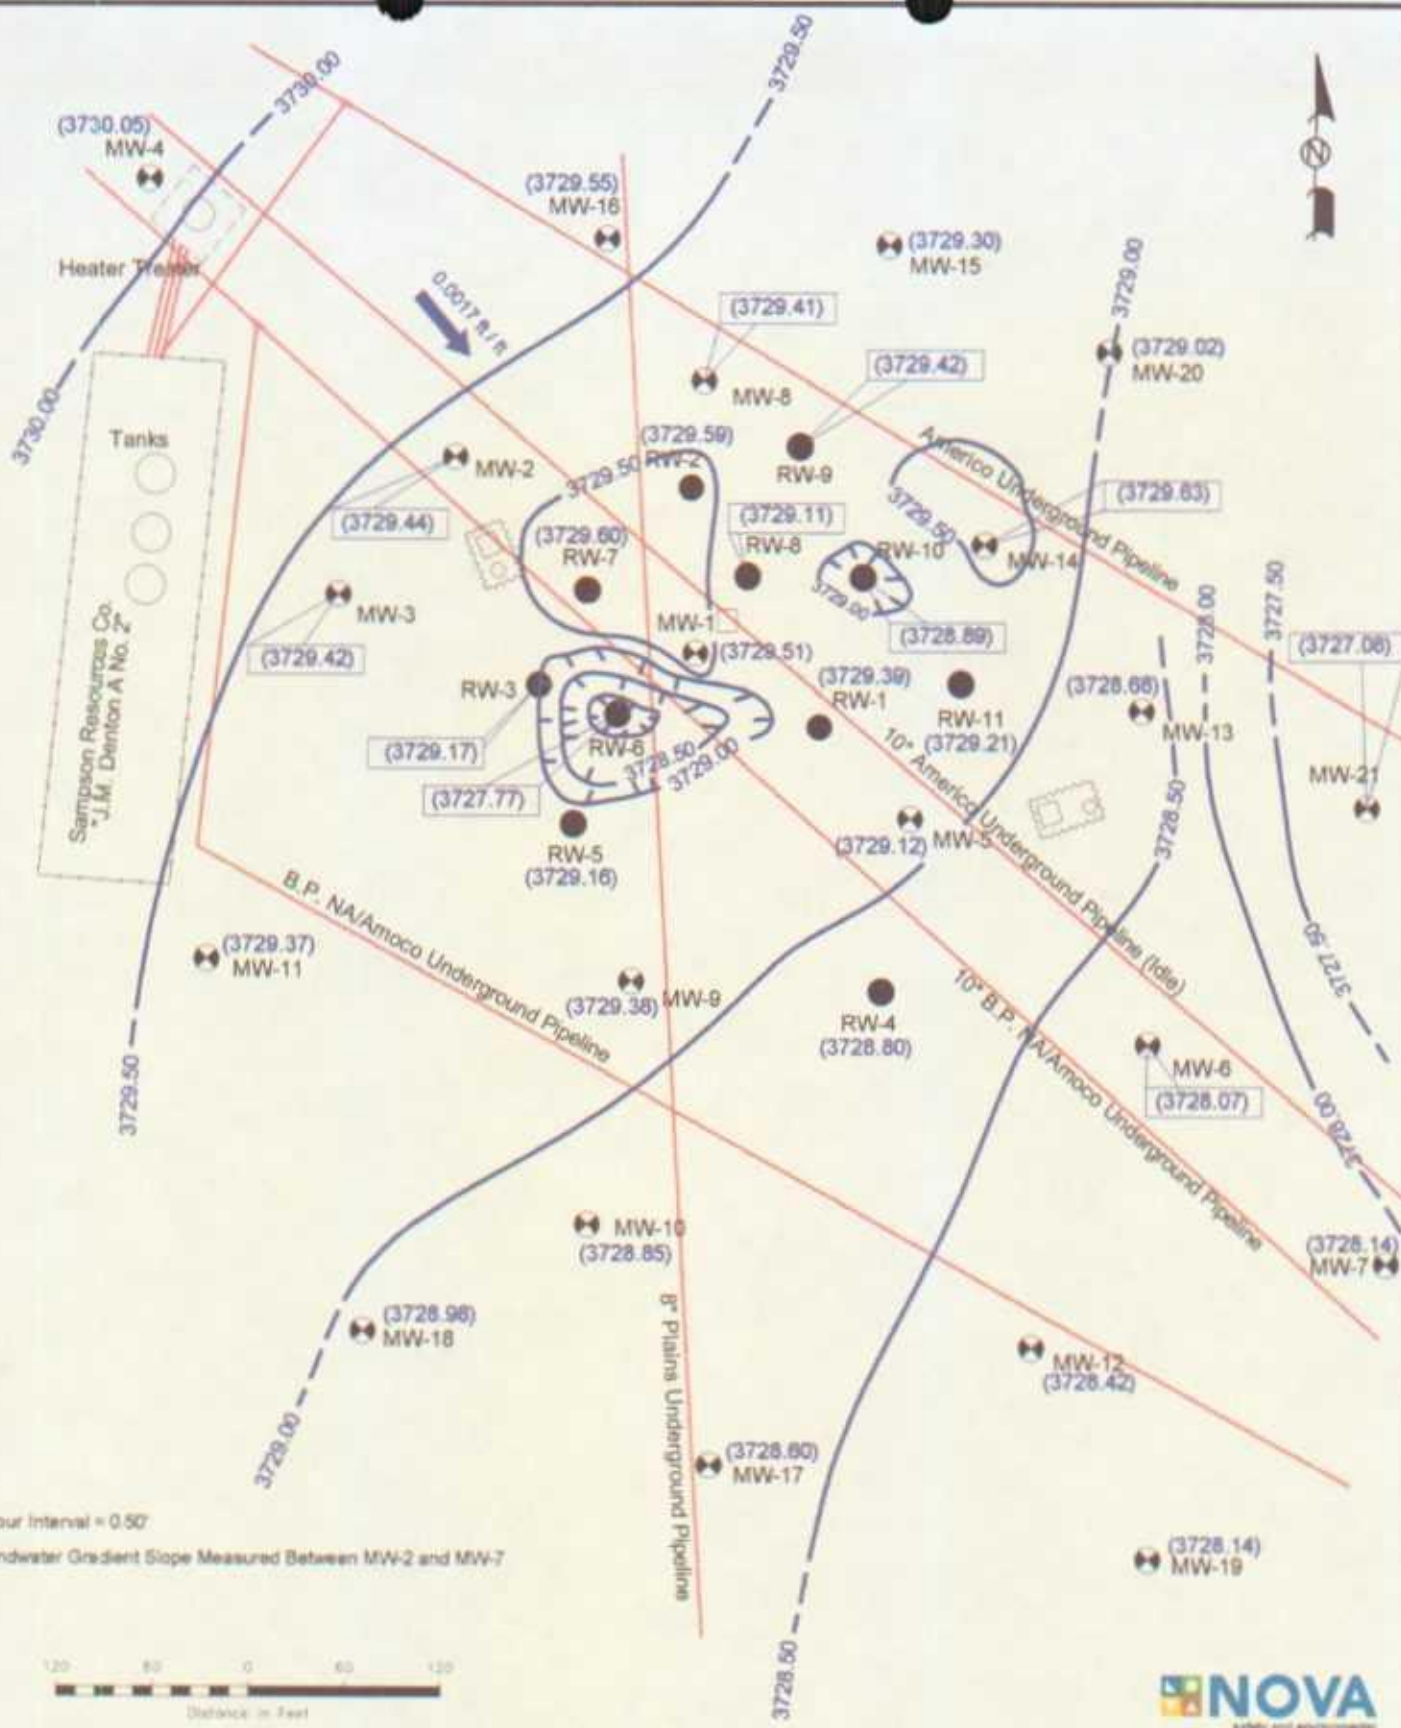 3729.50
3730.00
(3730.05)
MW-4
(3729.55)
MW-16
(3729.30)
MW-15
3729.00
Heater Treater
0.0017 ft / ft
(3729.41)
MW-8
(3729.42)
RW-9
(3729.02)
MW-20
3730.00
Tanks
MW-2
(3729.44)
(3729.59)
RW-2
3729.50
Americo Underground Pipeline
(3729.63)
MW-14
3729.50
(3729.11)
RW-8
(3729.60)
RW-7
RW-10
3729.00
(3728.89)
MW-3
(3729.42)
MW-1
(3729.51)
3728.00
3727.50
(3727.08)
MW-21
Sampson Resources Co.
"J.M. Denton A No. 2"
RW-3
(3729.17)
RW-6
(3727.77)
3728.50
3729.00
(3729.39)
RW-1
RW-11
(3729.21)
(3728.68)
MW-13
10" Americo Underground Pipeline (Idle)
RW-5
(3729.16)
(3729.12)
MW-5
3728.50
B.P. NA/Amoco Underground Pipeline
(3729.37)
MW-11
(3729.38)
MW-9
RW-4
(3728.80)
10" B.P. NA/Amoco Underground Pipeline
3727.50
3729.50
MW-6
(3728.07)
3728.00
MW-10
(3728.85)
(3728.14)
MW-7
(3728.98)
MW-18
8" Plains Underground Pipeline
MW-12
(3728.42)
3729.00
(3728.60)
MW-17
our Interval = 0.50'
ndwater Gradient Slope Measured Between MW-2 and MW-7
(3728.14)
MW-19
3728.50
120 60 0 60 120
Distance in Feet
NOVA